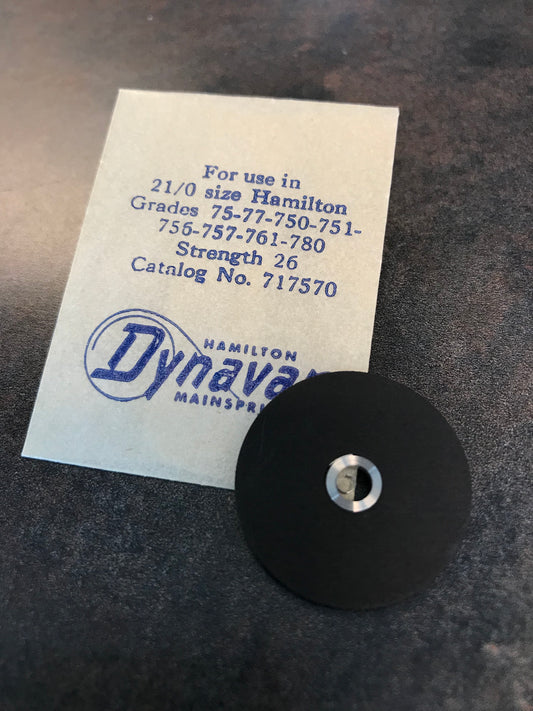 For use in
21/0 size Hamilton
Grades 75-77-750-751-
756-757-761-780
Strength 26
Catalog No. 717570
HAMILTON